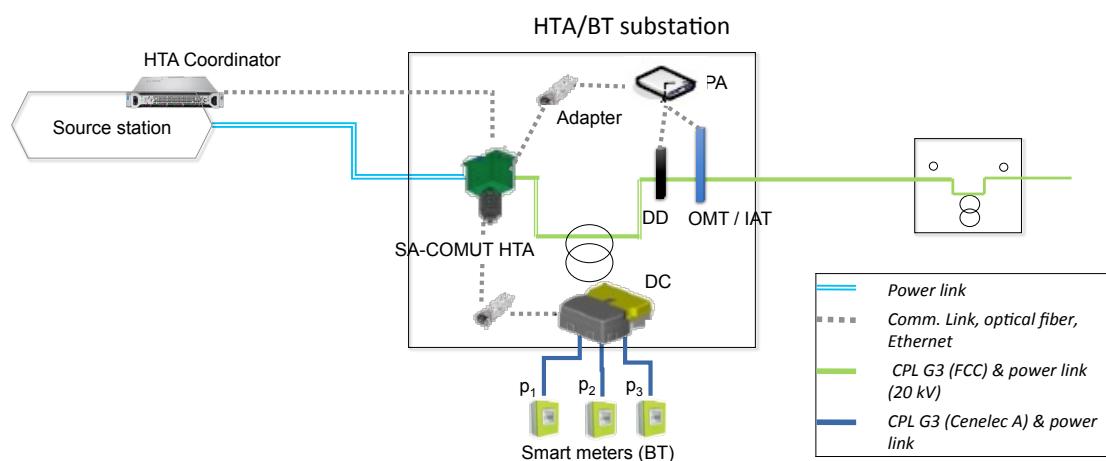 HTA/BT substation
HTA Coordinator
Source station
PA
Adapter
DD
OMT / IAT
SA-COMUT HTA
DC
p1
p2
p3
Smart meters (BT)
Power link
Comm. Link, optical fiber,
Ethernet
CPL G3 (FCC) & power link
(20 kV)
CPL G3 (Cenelec A) & power
link